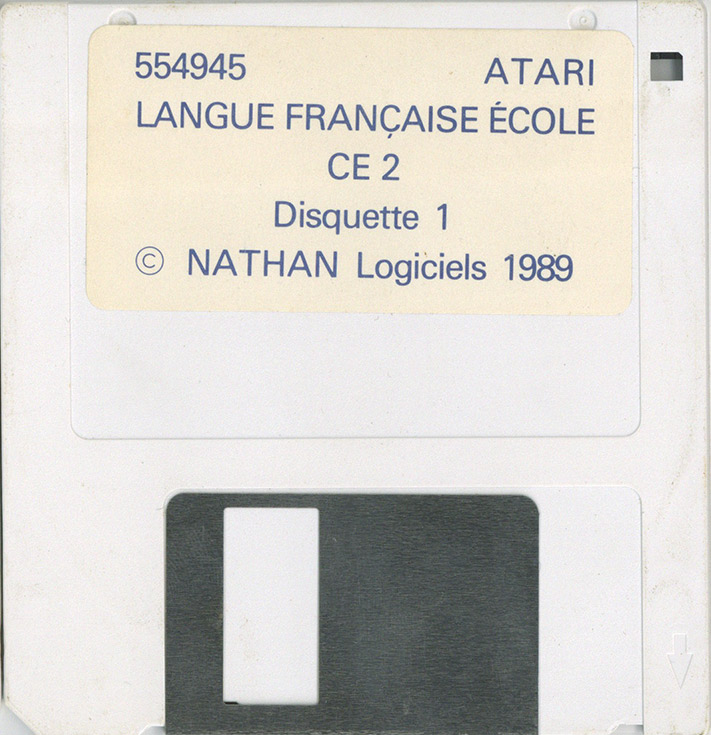 554945 ATARI
LANGUE FRANÇAISE ÉCOLE
CE 2
Disquette 1
© NATHAN Logiciels 1989